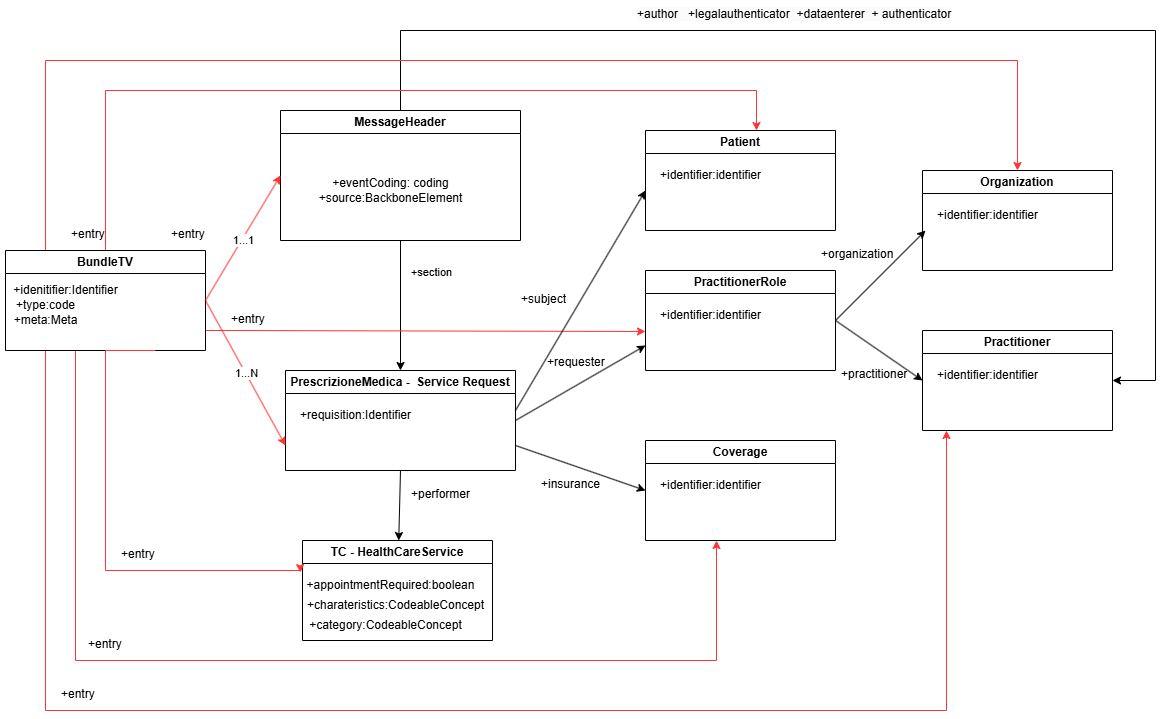 +author +legalauthenticator +dataenterer + authenticator
MessageHeader
+eventCoding: coding
+source:BackboneElement
Patient
+identifier:identifier
Organization
+identifier:identifier
+entry
+entry
1...1
BundleTV
+idenitifier:Identifier
+type:code
+meta:Meta
+section
+organization
+subject
PractitionerRole
+identifier:identifier
+entry
Practitioner
+identifier:identifier
+requester
+practitioner
1...N
PrescrizioneMedica - Service Request
+requisition:Identifier
Coverage
+identifier:identifier
+insurance
+performer
+entry
TC - HealthCareService
+appointmentRequired:boolean
+charateristics:CodeableConcept
+category:CodeableConcept
+entry
+entry